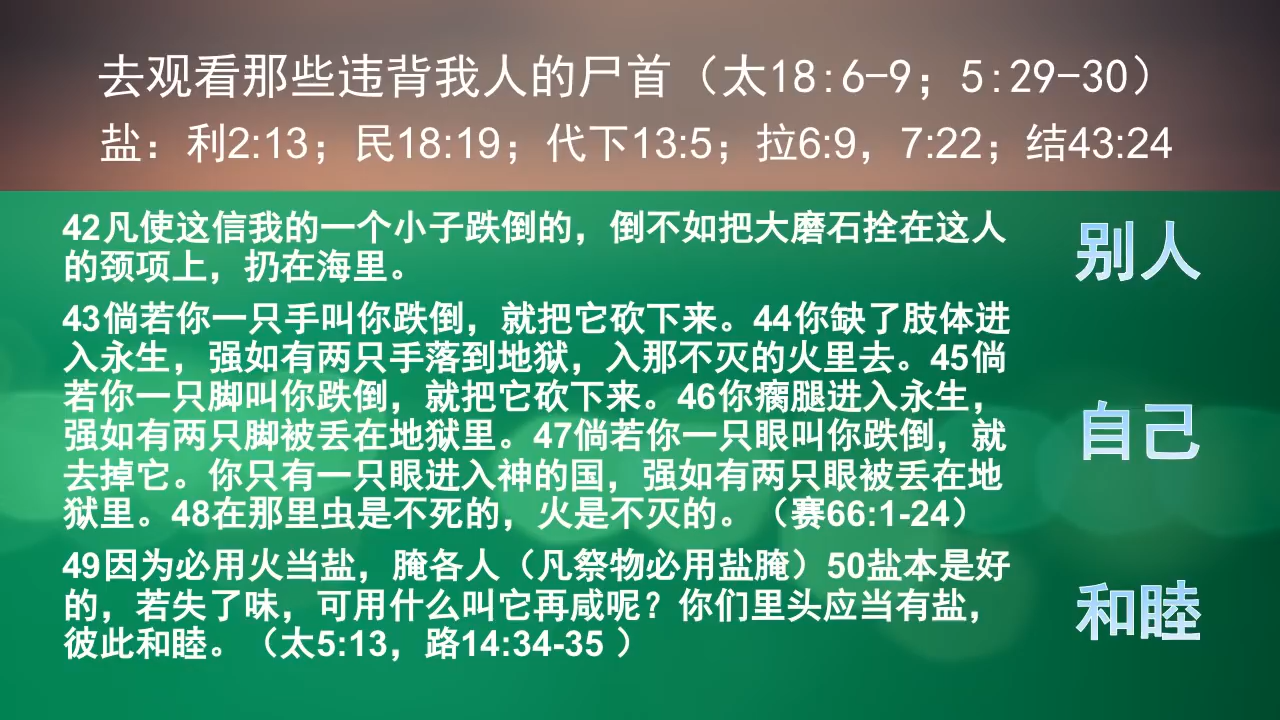 去观看那些违背我人的尸首（太18:6-9；5:29-30）
盐：利2:13；民18:19；代下13:5；拉6:9，7:22；结43:24
42凡使这信我的一个小子跌倒的，倒不如把大磨石拴在这人
的颈项上，扔在海里。
别人
43倘若你一只手叫你跌倒，就把它砍下来。44你缺了肢体进
入永生，强如有两只手落到地狱，入那不灭的火里去。45倘
若你一只脚叫你跌倒，就把它砍下来。46你瘸腿进入永生，
强如有两只脚被丢在地狱里。47倘若你一只眼叫你跌倒，就
去掉它。你只有一只眼进入神的国，强如有两只眼被丢在地
狱里。48在那里虫是不死的，火是不灭的。（赛66:1-24）
自己
49因为必用火当盐，腌各人（凡祭物必用盐腌）50盐本是好
的，若失了味，可用什么叫它再咸呢？你们里头应当有盐，
彼此和睦。（太5:13，路14:34-35 ）
和睦